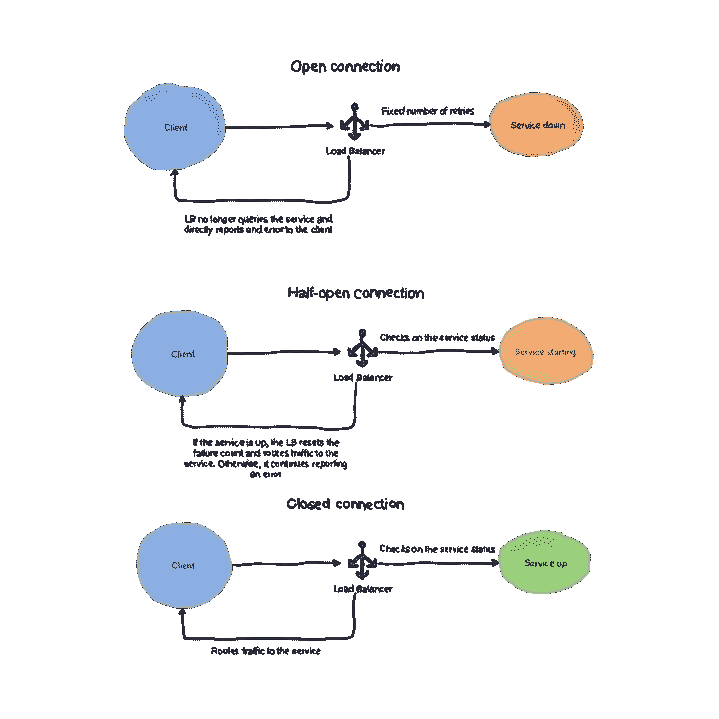 Open connection
Client
Fixed number of retries
Service down
Load Balancer
LB no longer queries the service and
directly reports and error to the client
Half-open connection
Client
Checks on the service status
Service starting
Load Balancer
If the service is up, the LB resets the
failure count and routes traffic to the
service. Otherwise, it continues reporting
an error
Closed connection
Client
Checks on the service status
Service up
Load Balancer
Routes traffic to the service